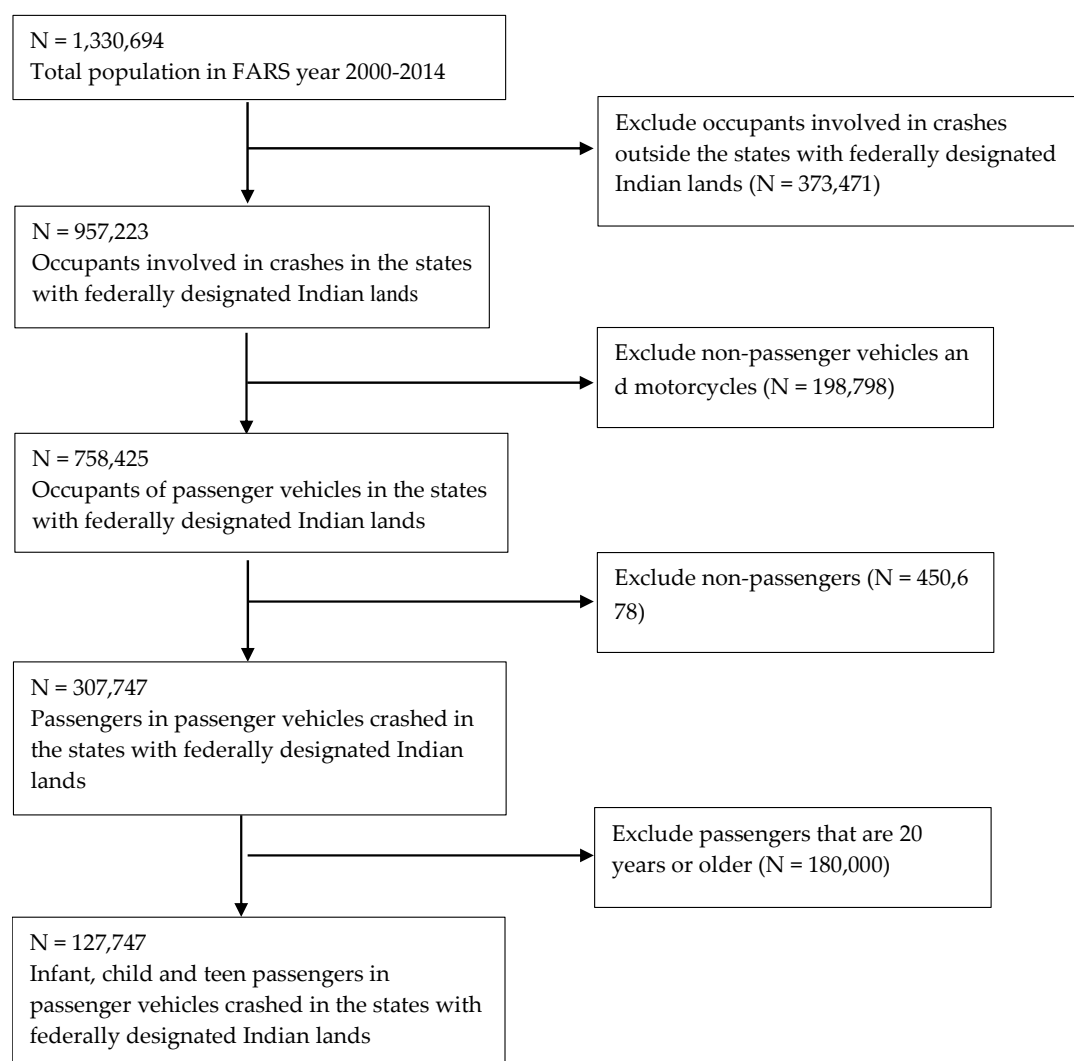 N = 1,330,694
Total population in FARS year 2000-2014
Exclude occupants involved in crashes
outside the states with federally designated
Indian lands (N = 373,471)
N = 957,223
Occupants involved in crashes in the states
with federally designated Indian lands
Exclude non-passenger vehicles an
d motorcycles (N = 198,798)
N = 758,425
Occupants of passenger vehicles in the states
with federally designated Indian lands
Exclude non-passengers (N = 450,6
78)
N = 307,747
Passengers in passenger vehicles crashed in
the states with federally designated Indian
lands
Exclude passengers that are 20
years or older (N = 180,000)
N = 127,747
Infant, child and teen passengers in
passenger vehicles crashed in the states with
federally designated Indian lands